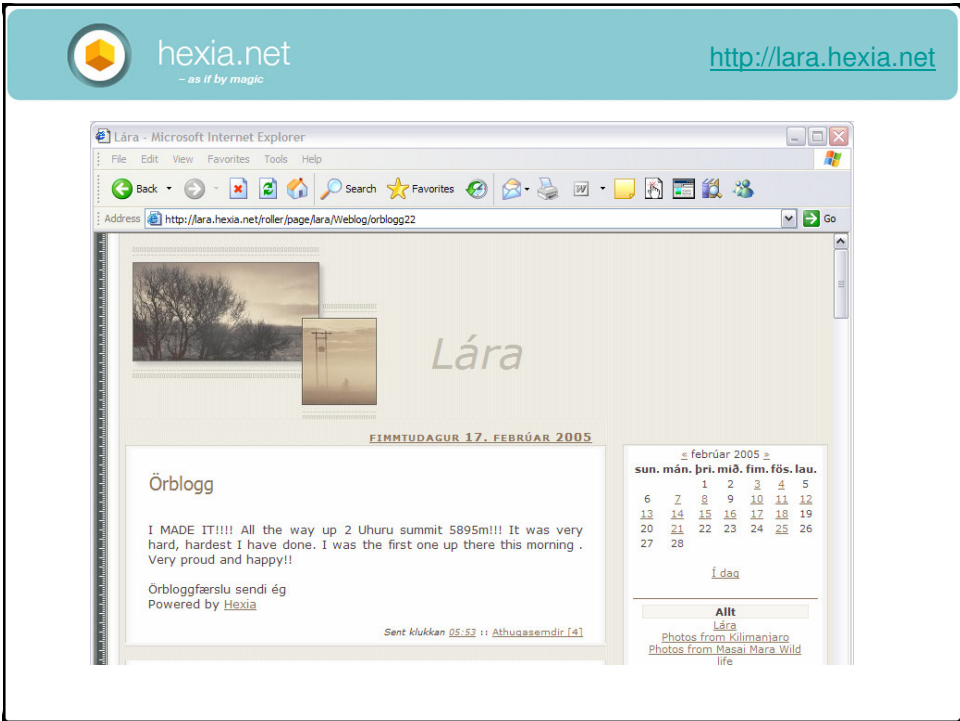 hexia.net
– as if by magic
http://lara.hexia.net
Lára - Microsoft Internet Explorer
File Edit View Favorites Tools Help
Back Search Favorites
Address http://lara.hexia.net/roller/page/lara/Weblog/orblogg22 Go
Lára
FIMMTUDAGUR 17. FEBRÚAR 2005
Örblogg
I MADE IT!!!! All the way up 2 Uhuru summit 5895m!!! It was very
hard, hardest I have done. I was the first one up there this morning .
Very proud and happy!!
Örbloggfærslu sendi ég
Powered by Hexia
Sent klukkan 05:53 :: Athugasemdir [4]
« febrúar 2005 »
sun. mán. þri. mið. fim. fös. lau.
1 2 3 4 5
6 7 8 9 10 11 12
13 14 15 16 17 18 19
20 21 22 23 24 25 26
27 28
Í dag
Allt
Lára
Photos from Kilimanjaro
Photos from Masai Mara Wild
life